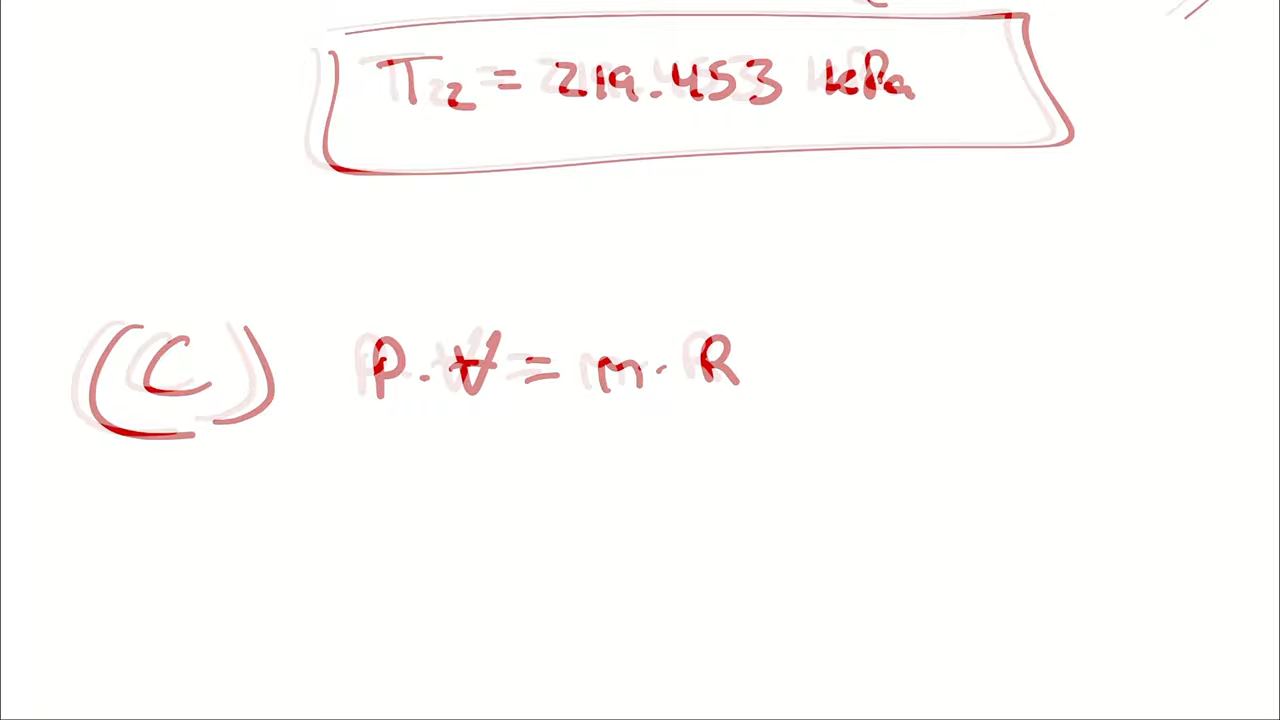 T₂ = 219.453 kPa
(C) P . V = m . R